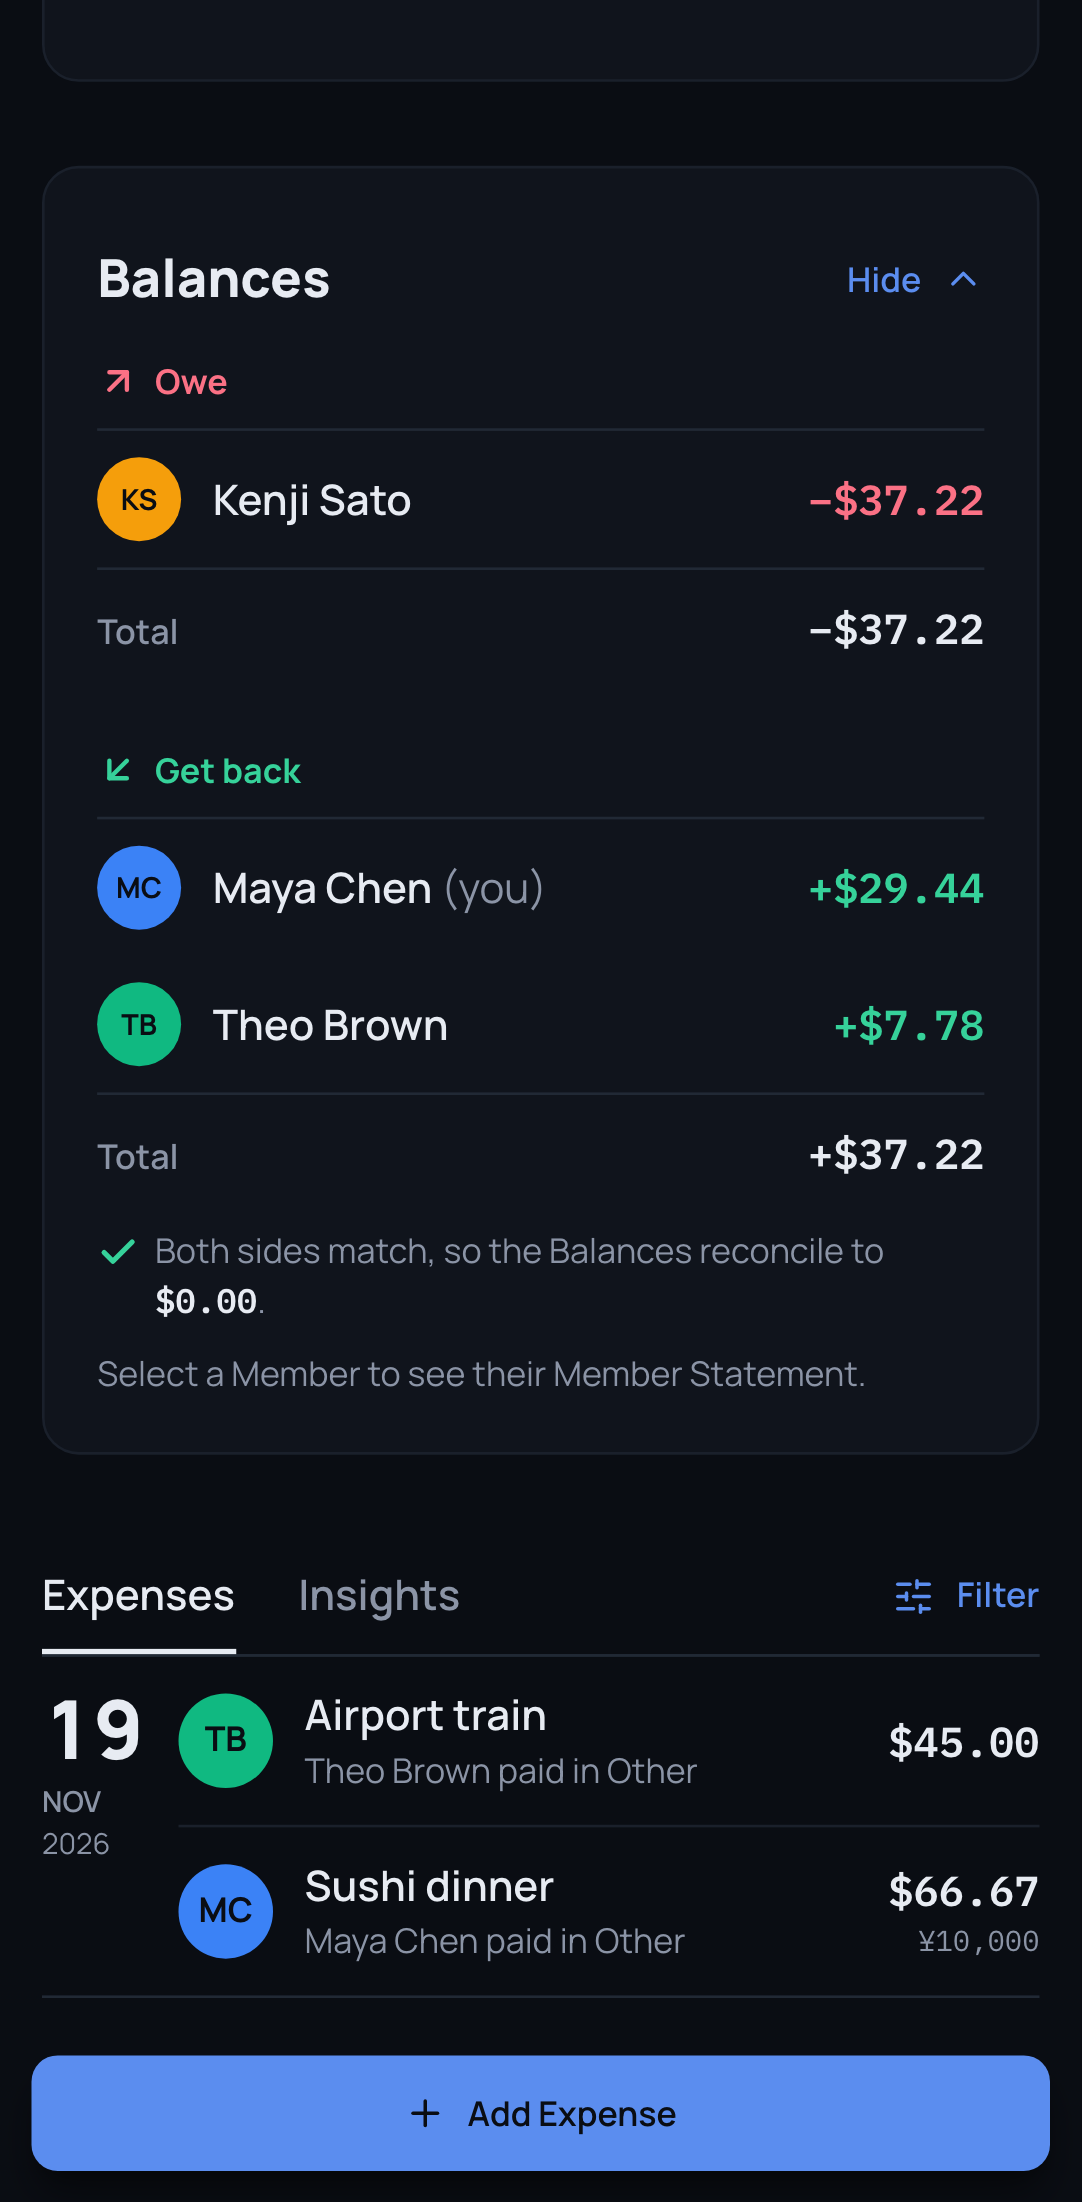 Balances
Hide
Owe
KS
Kenji Sato
−$37.22
Total
−$37.22
Get back
MC
Maya Chen (you)
+$29.44
TB
Theo Brown
+$7.78
Total
+$37.22
Both sides match, so the Balances reconcile to
$0.00.
Select a Member to see their Member Statement.
Expenses
Insights
Filter
19
NOV
2026
TB
Airport train
Theo Brown paid in Other
$45.00
MC
Sushi dinner
Maya Chen paid in Other
$66.67
¥10,000
+ Add Expense